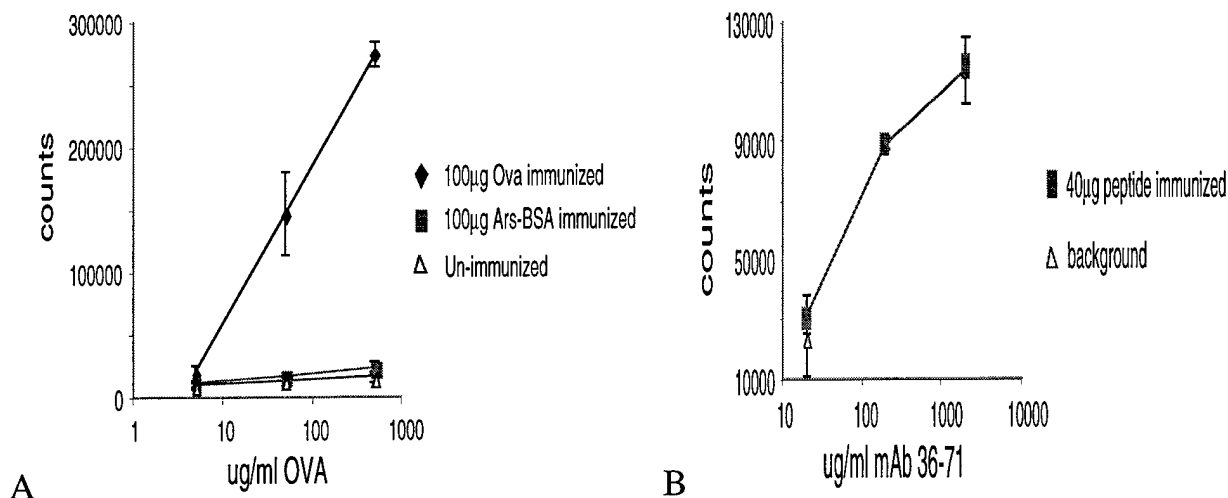 300000
200000
100000
0
counts
1
10
100
1000
ug/ml OVA
100µg Ova immunized
100µg Ars-BSA immunized
Un-immunized
A
130000
90000
50000
10000
counts
10
100
1000
10000
ug/ml mAb 36-71
40µg peptide immunized
background
B